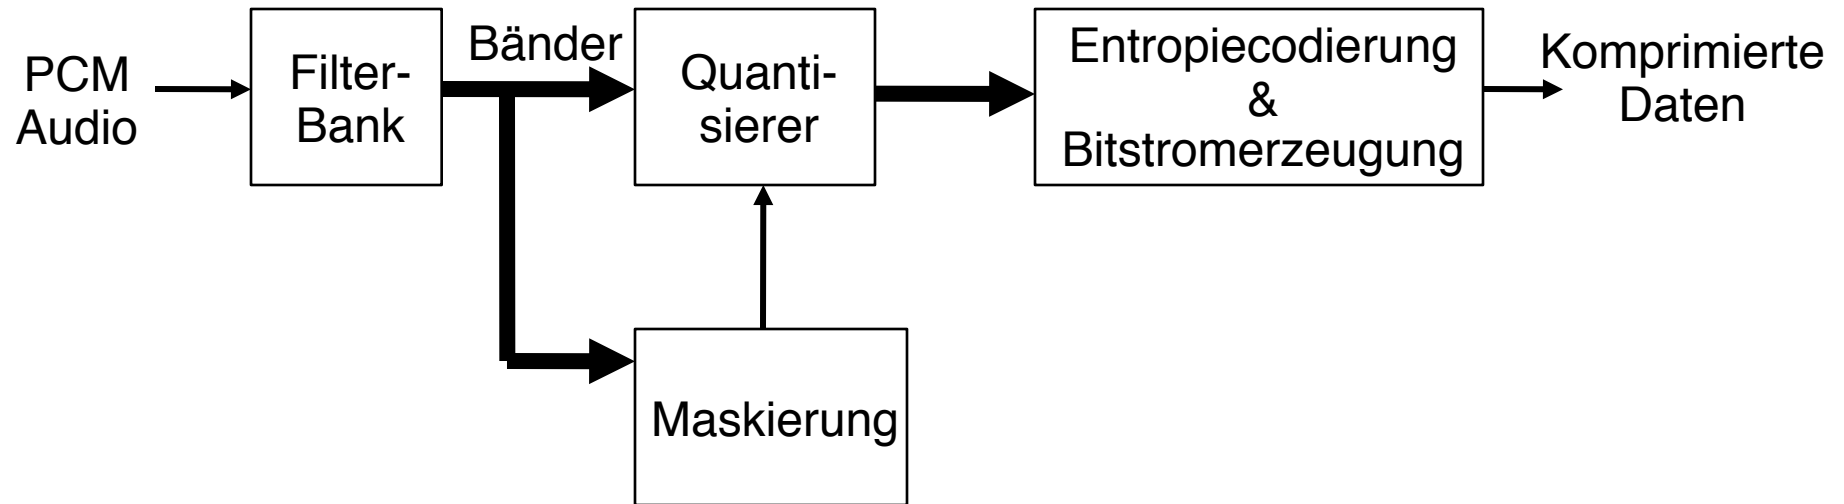 PCM
Audio
Filter-
Bank
Bänder
Quanti-
sierer
Entropiecodierung
&
Bitstromerzeugung
Komprimierte
Daten
Maskierung